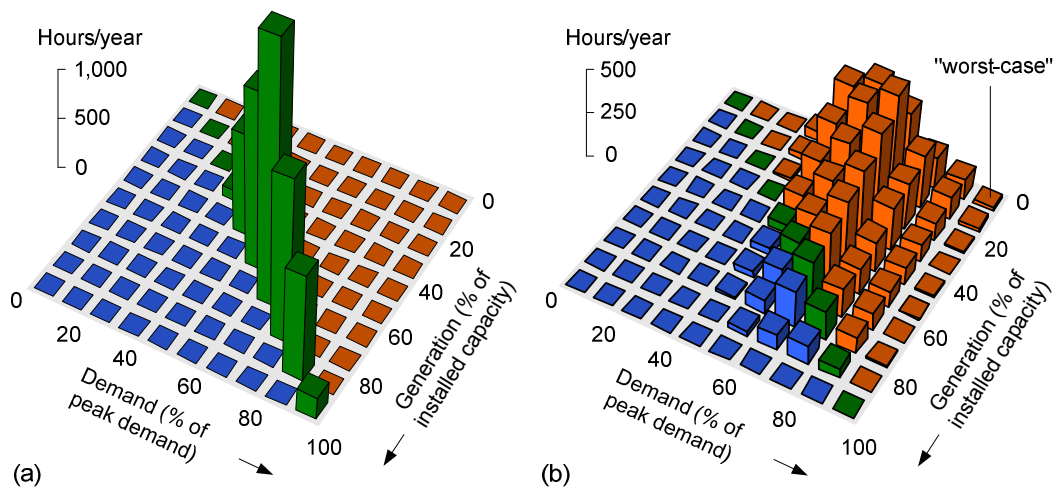 Hours/year
1,000
500
0
0
20
40
60
80
100
Demand (% of
peak demand)
0
20
40
60
80
Generation (% of
installed capacity)
(a)
Hours/year
500
250
0
"worst-case"
0
20
40
60
80
100
Demand (% of
peak demand)
0
20
40
60
80
Generation (% of
installed capacity)
(b)